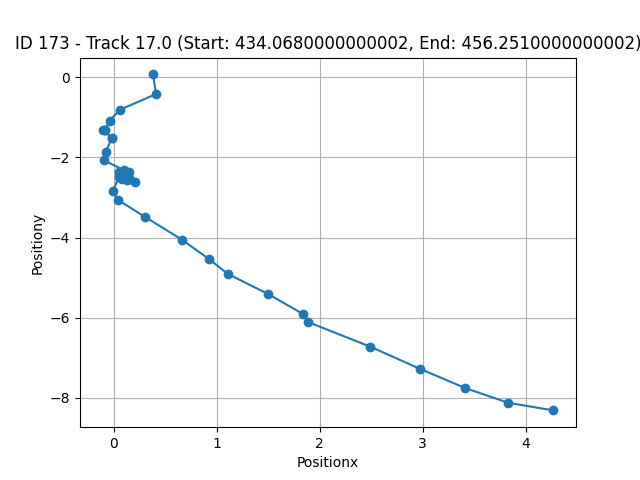 ID 173 - Track 17.0 (Start: 434.0680000000002, End: 456.2510000000002)
0
−2
−4
−6
−8
Positiony
0 1 2 3 4
Positionx